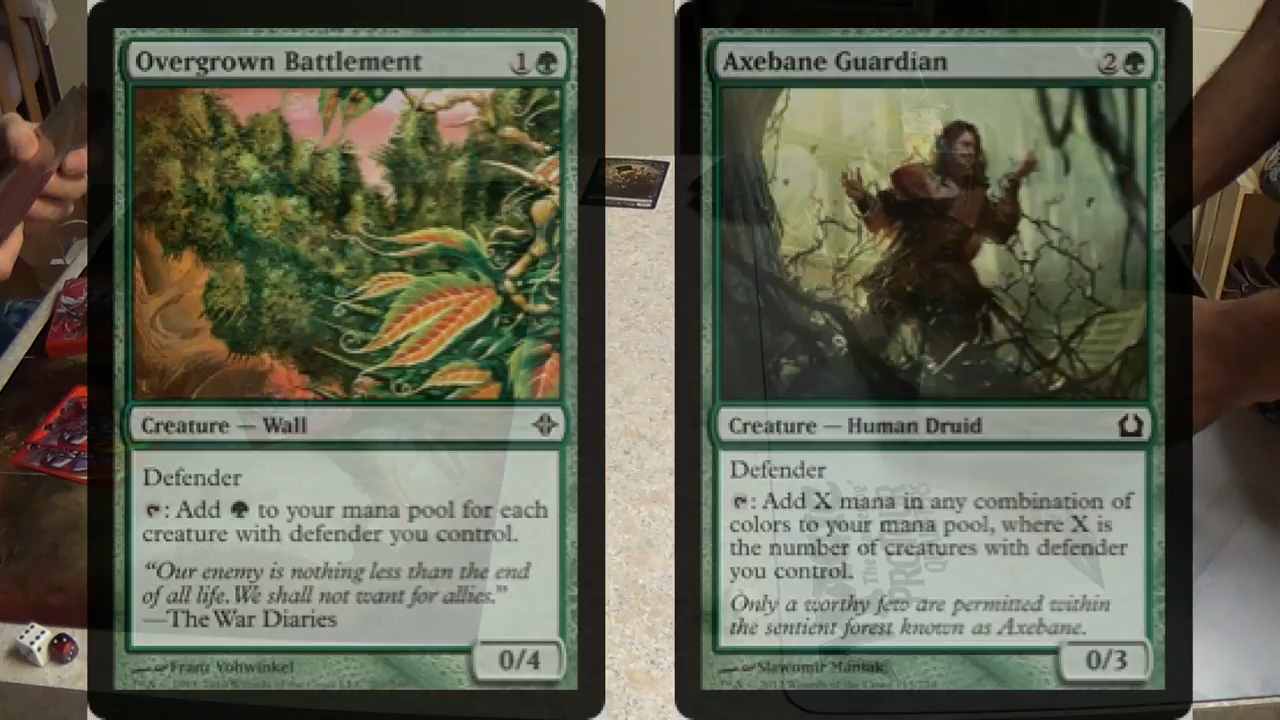 Overgrown Battlement 1
Creature — Wall
Defender
: Add to your mana pool for each
creature with defender you control.
“Our enemy is nothing less than the end
of all life. We shall not want for allies.”
—The War Diaries
0/4
Franz Vohwinkel
Axebane Guardian 2
Creature — Human Druid
Defender
: Add X mana in any combination of
colors to your mana pool, where X is
the number of creatures with defender
you control.
Only a worthy few are permitted within
the sentient forest known as Axebane.
0/3
Slawomir Maniak